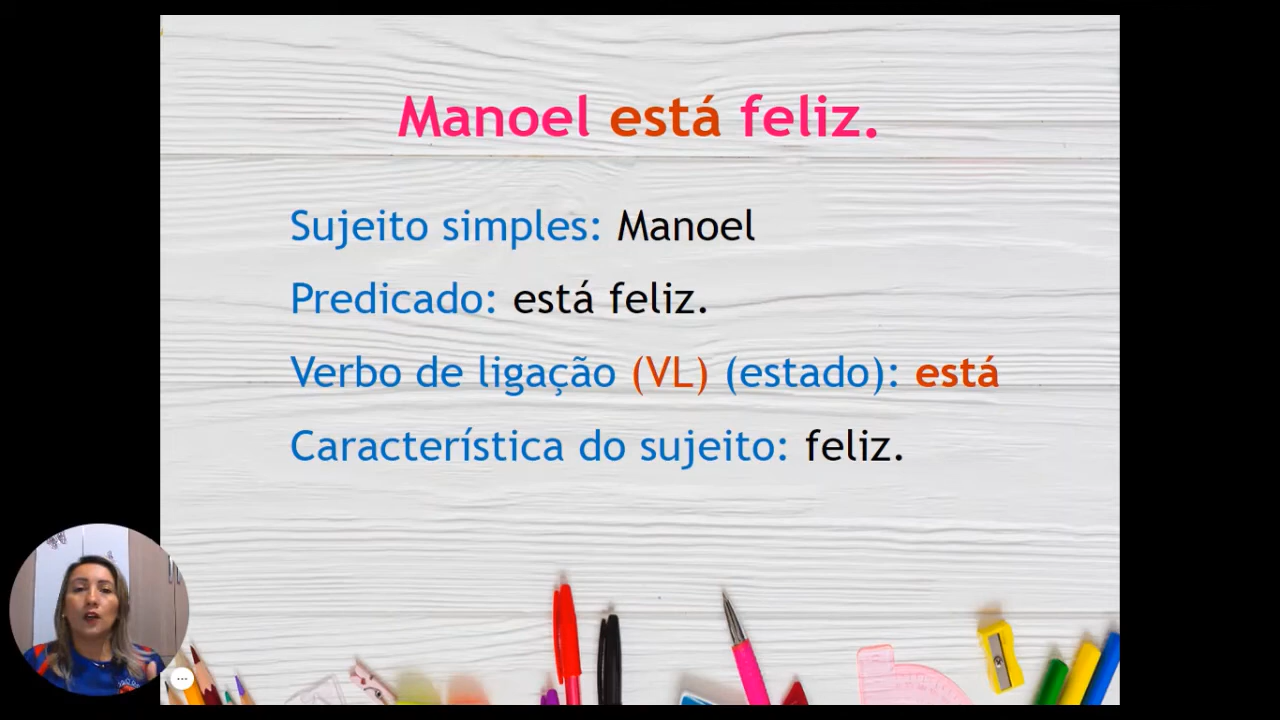 Manoel está feliz.
Sujeito simples: Manoel
Predicado: está feliz.
Verbo de ligação (VL) (estado): está
Característica do sujeito: feliz.